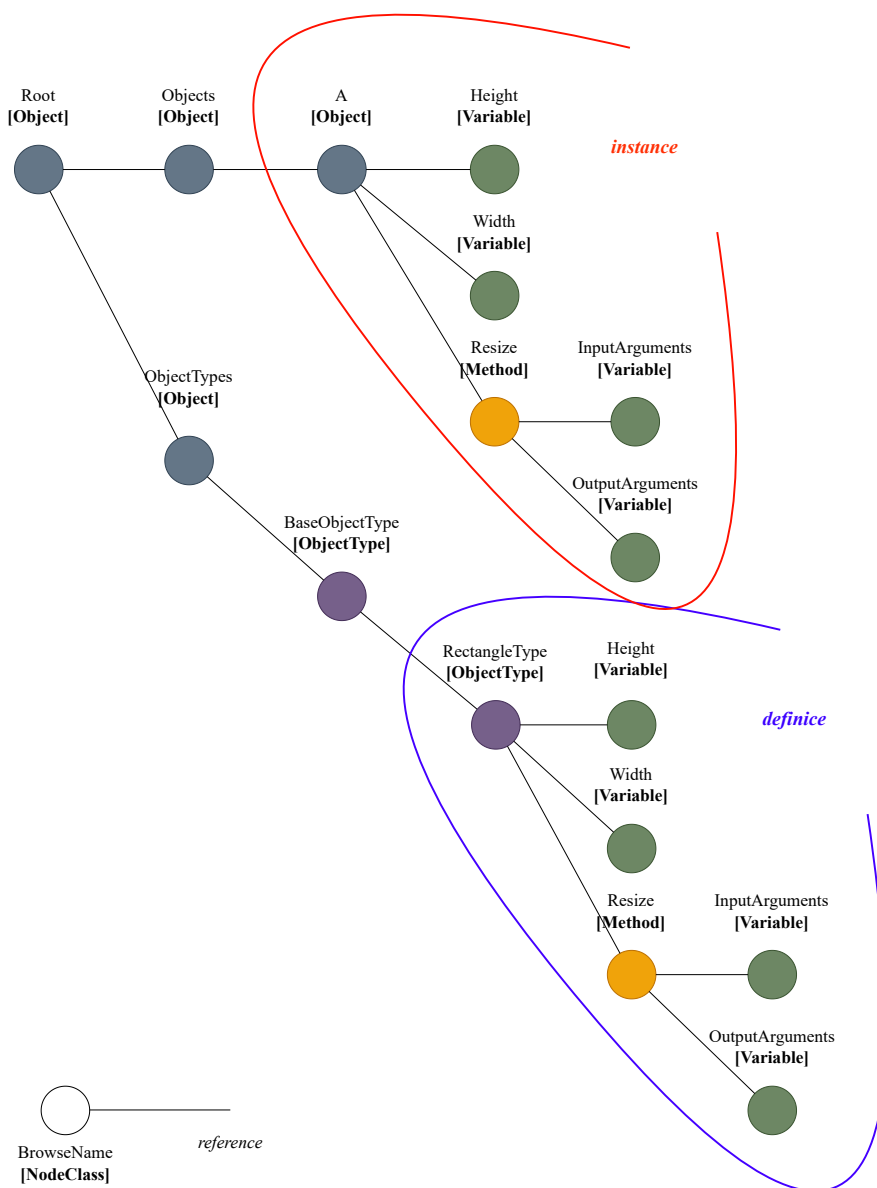 Root
[Object]
Objects
[Object]
A
[Object]
Height
[Variable]
instance
Width
[Variable]
Resize
[Method]
InputArguments
[Variable]
ObjectTypes
[Object]
OutputArguments
[Variable]
BaseObjectType
[ObjectType]
RectangleType
[ObjectType]
Height
[Variable]
definice
Width
[Variable]
Resize
[Method]
InputArguments
[Variable]
OutputArguments
[Variable]
reference
BrowseName
[NodeClass]